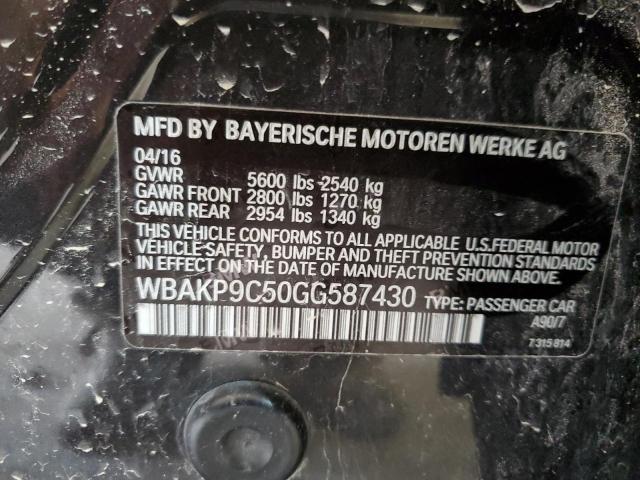 MFD BY BAYERISCHE MOTOREN WERKE AG
04/16
GVWR 5600 lbs 2540 kg
GAWR FRONT 2800 lbs 1270 kg
GAWR REAR 2954 lbs 1340 kg
THIS VEHICLE CONFORMS TO ALL APPLICABLE U.S.FEDERAL MOTOR
VEHICLE-SAFETY, BUMPER AND THEFT PREVENTION STANDARDS
IN EFFECT ON THE DATE OF MANUFACTURE SHOWN ABOVE.
WBAKP9C50GG587430 TYPE: PASSENGER CAR
A90/7
7 315 814